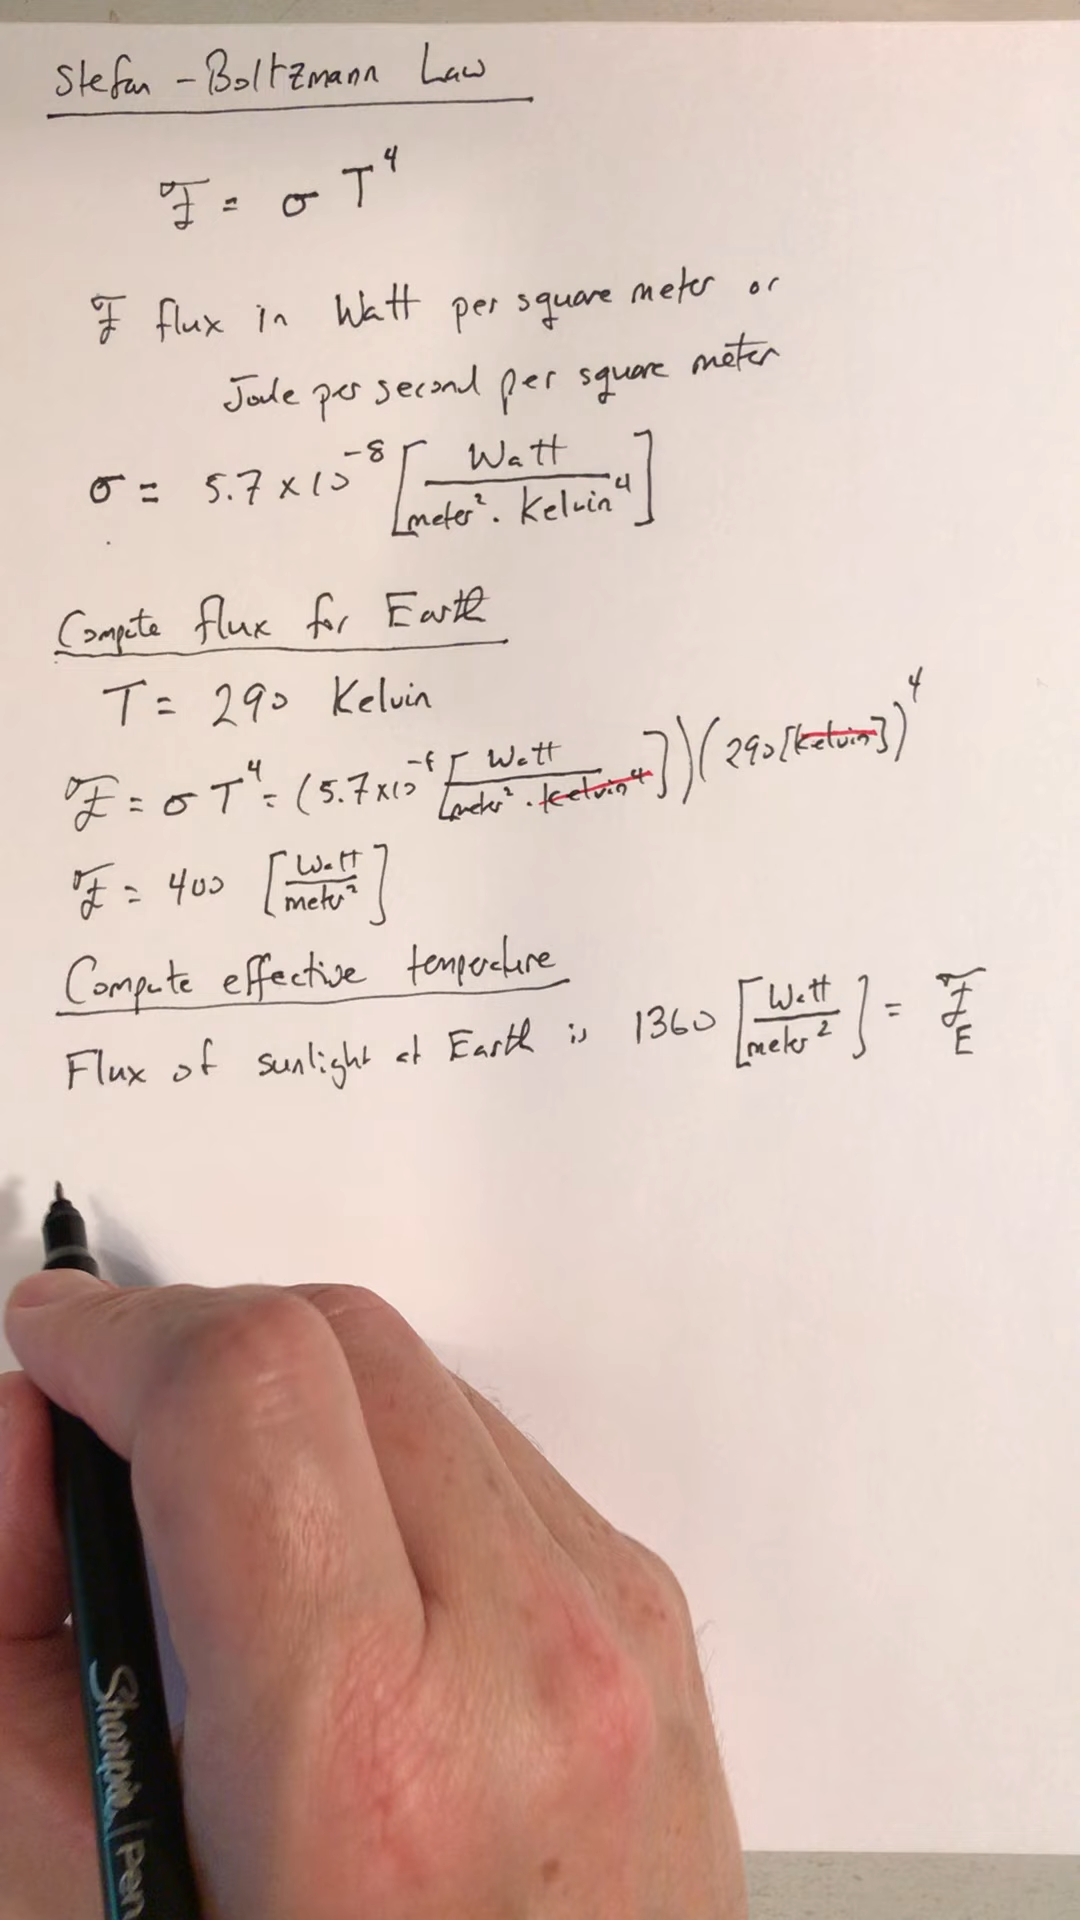 Stefan - Boltzmann Law
F = σ T⁴
F flux in Watt per square meter or
Joule per second per square meter
σ = 5.7 × 10⁻⁸ [Watt / meter² · Kelvin⁴]
Compute flux for Earth
T = 290 Kelvin
F = σ T⁴ = (5.7 × 10⁻⁸ [Watt / meter² · Kelvin⁴]) (290 [Kelvin])⁴
F = 400 [Watt / meter²]
Compute effective temperature
Flux of sunlight at Earth is 1360 [Watt / meter²] = F_E
Sharpie | Pen